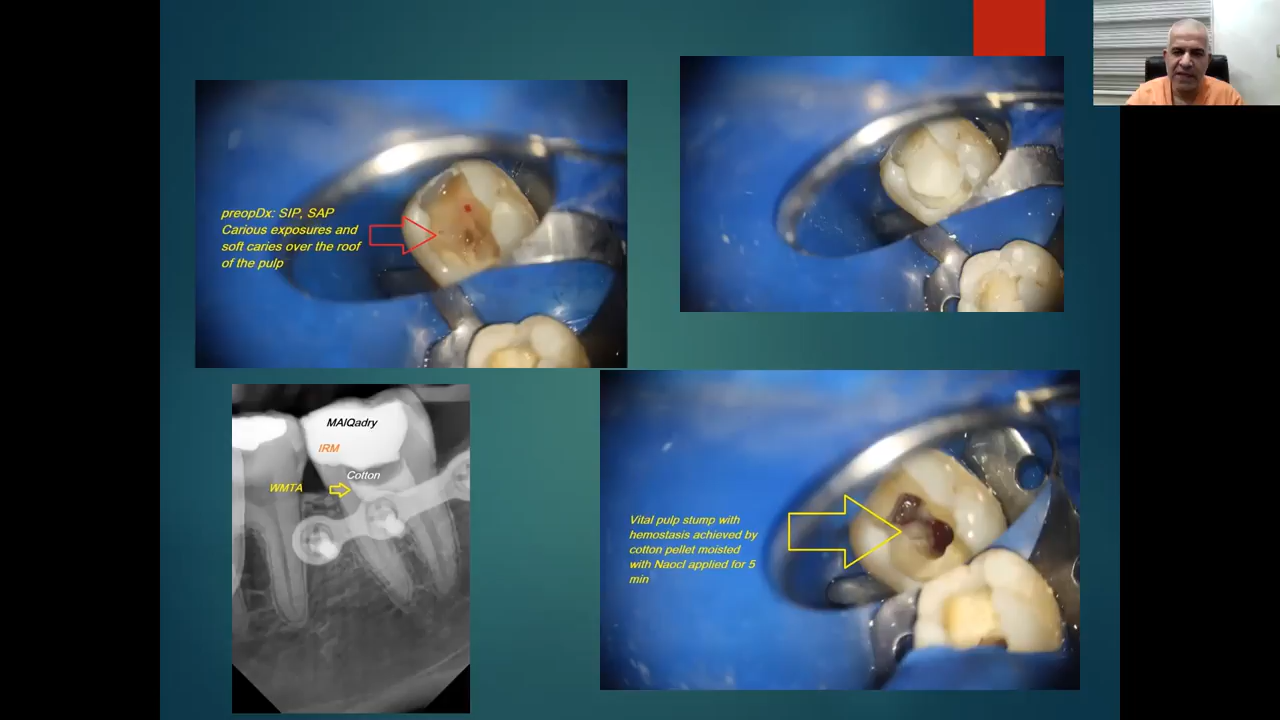 preopDx: SIP, SAP
Carious exposures and
soft caries over the roof
of the pulp
MAIQadry
IRM
Cotton
WMTA
Vital pulp stump with
hemostasis achieved by
cotton pellet moisted
with Naocl applied for 5
min